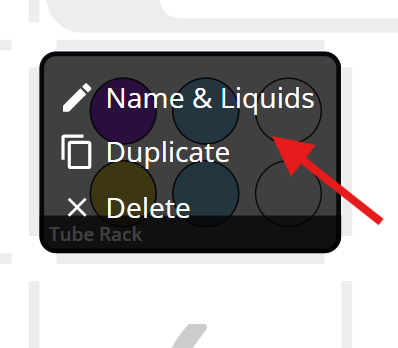 Name & Liquids
Duplicate
Delete
Tube Rack